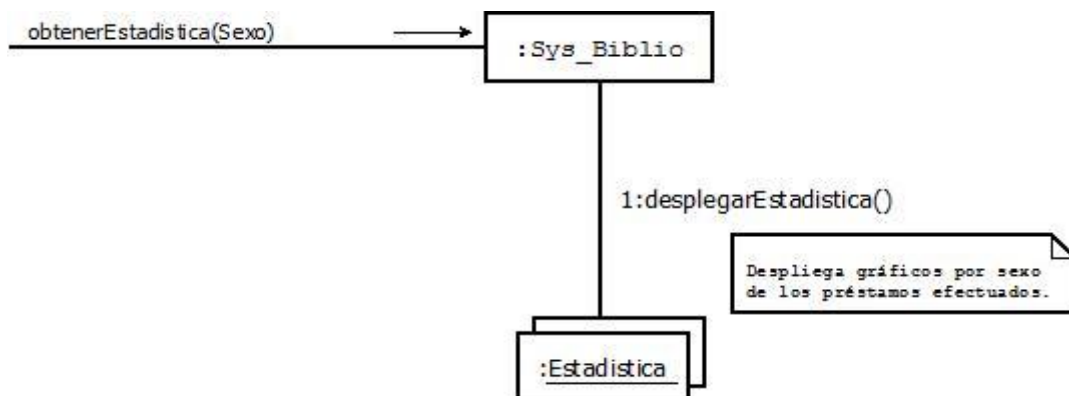 obtenerEstadistica(Sexo)
:Sys_Biblio
1:desplegarEstadistica()
Despliega gráficos por sexo
de los préstamos efectuados.
:Estadistica